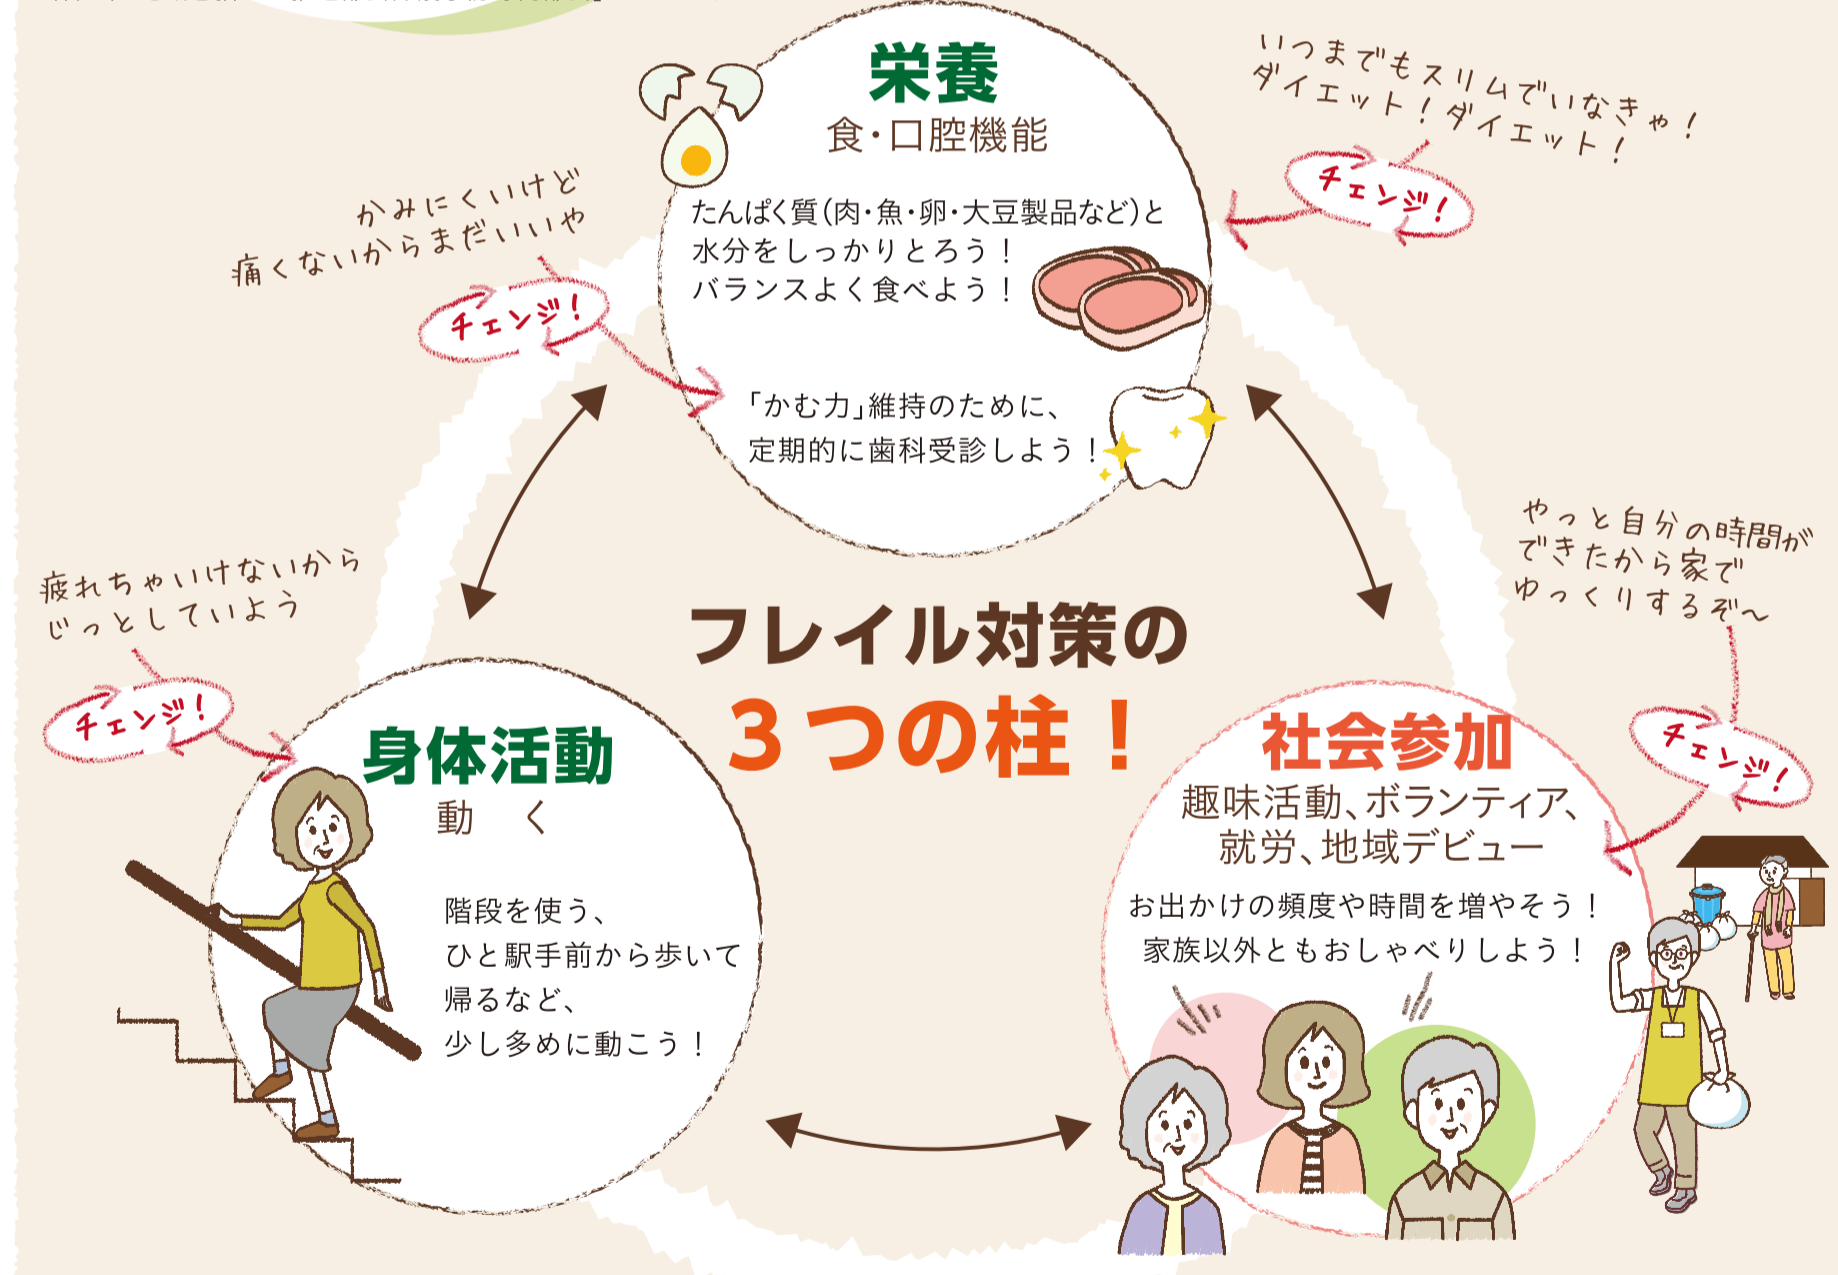 栄養
食・口腔機能
たんぱく質（肉・魚・卵・大豆製品など）と
水分をしっかりとろう！
バランスよく食べよう！
「かむ力」維持のために、
定期的に歯科受診しよう！
いつまでもスリムでいなきゃ！
ダイエット！ダイエット！
チェンジ！
かみにくいけど
痛くないからまだいいや
チェンジ！
フレイル対策の
３つの柱！
疲れちゃいけないから
じっとしていよう
チェンジ！
身体活動
動　く
階段を使う、
ひと駅手前から歩いて
帰るなど、
少し多めに動こう！
やっと自分の時間が
できたから家で
ゆっくりするぞ〜
チェンジ！
社会参加
趣味活動、ボランティア、
就労、地域デビュー
お出かけの頻度や時間を増やそう！
家族以外ともおしゃべりしよう！